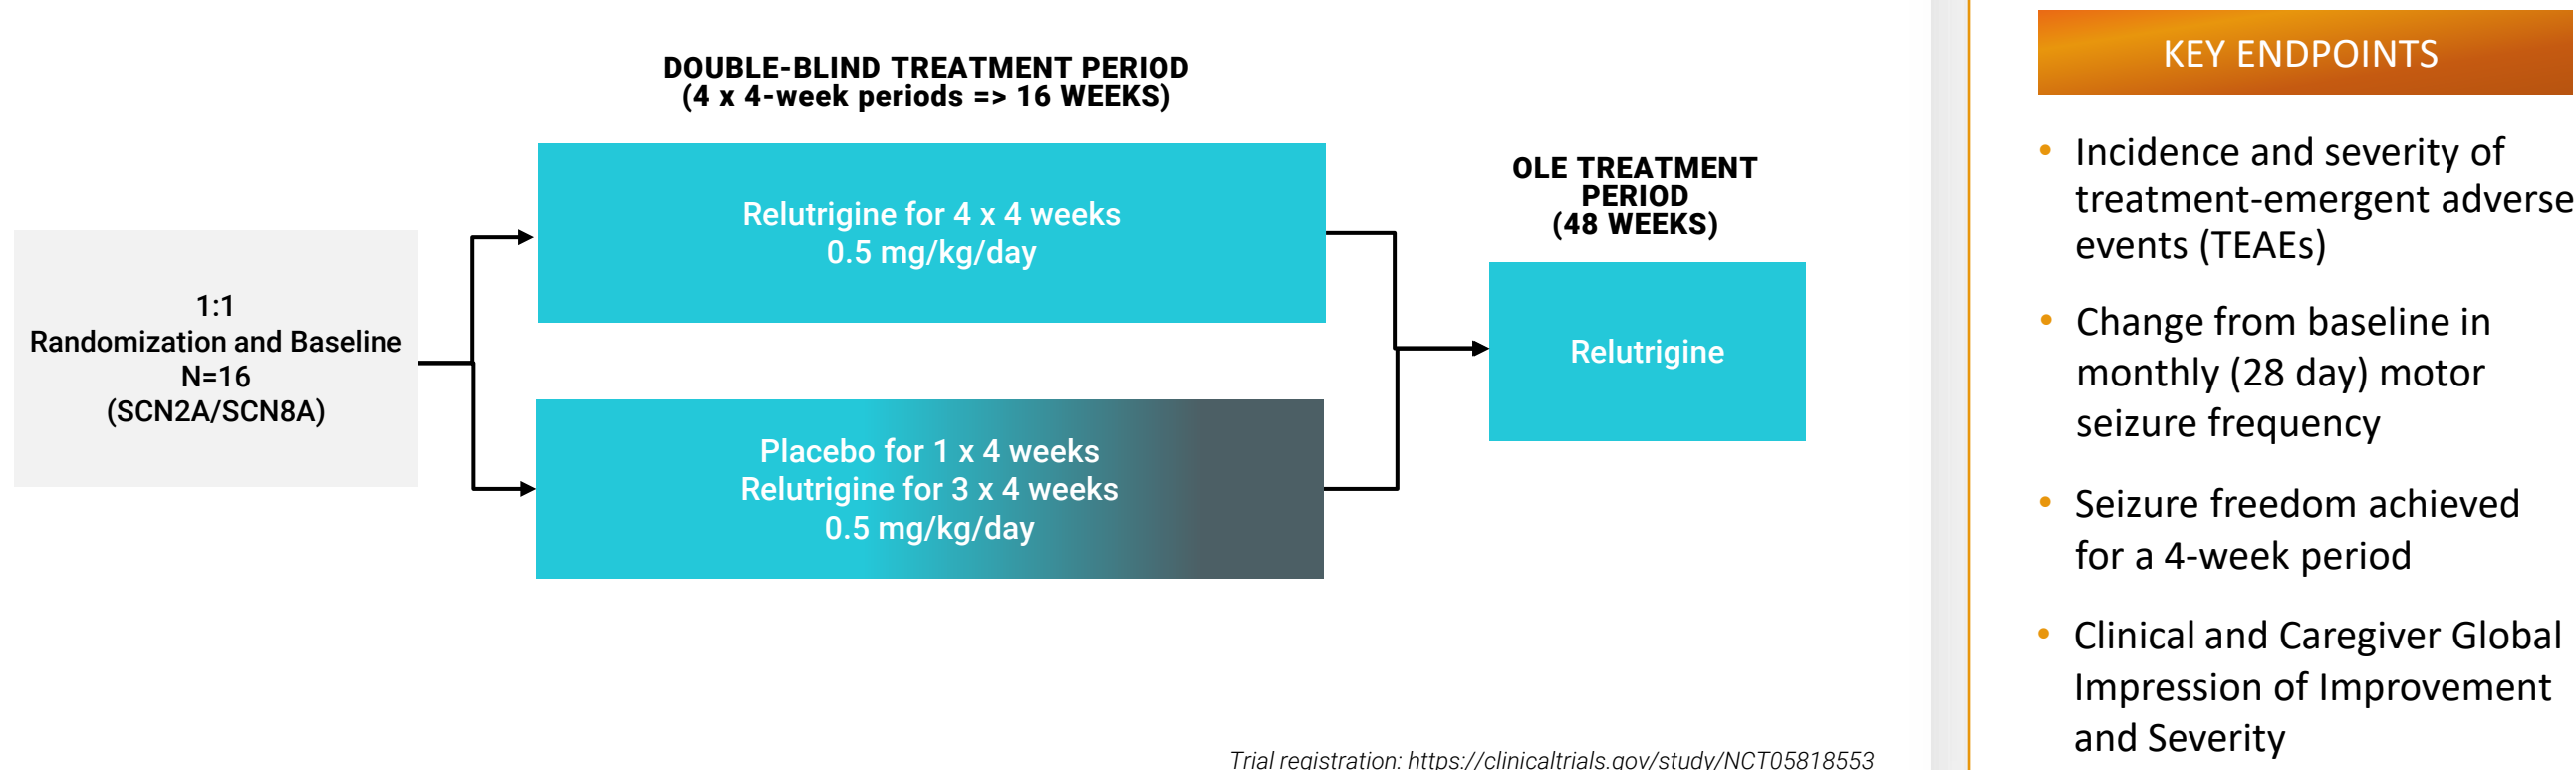 DOUBLE-BLIND TREATMENT PERIOD
(4 x 4-week periods => 16 WEEKS)
1:1
Randomization and Baseline
N=16
(SCN2A/SCN8A)
Relutrigine for 4 x 4 weeks
0.5 mg/kg/day
Placebo for 1 x 4 weeks
Relutrigine for 3 x 4 weeks
0.5 mg/kg/day
OLE TREATMENT
PERIOD
(48 WEEKS)
Relutrigine
Trial registration: https://clinicaltrials.gov/study/NCT05818553
KEY ENDPOINTS
• Incidence and severity of
treatment-emergent adverse
events (TEAEs)
• Change from baseline in
monthly (28 day) motor
seizure frequency
• Seizure freedom achieved
for a 4-week period
• Clinical and Caregiver Global
Impression of Improvement
and Severity